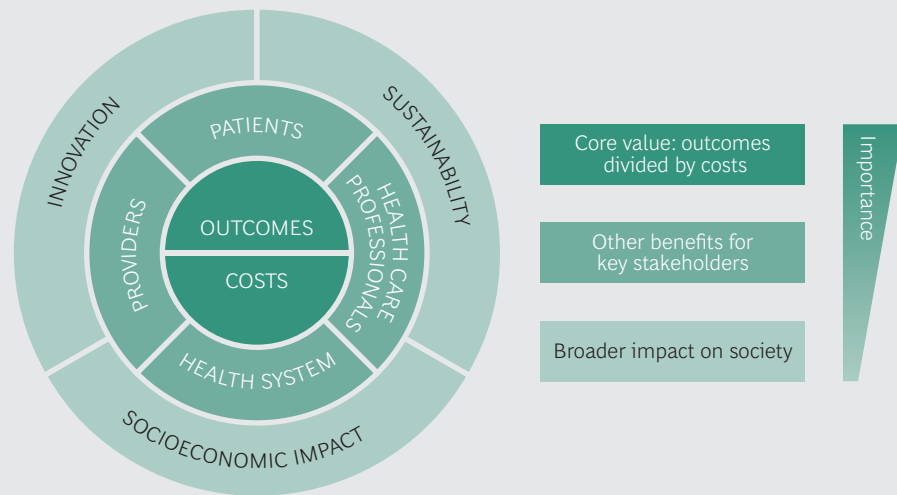 INNOVATION
SUSTAINABILITY
PATIENTS
PROVIDERS
HEALTH CARE
PROFESSIONALS
OUTCOMES
COSTS
HEALTH SYSTEM
SOCIOECONOMIC IMPACT
Core value: outcomes
divided by costs
Other benefits for
key stakeholders
Broader impact on society
Importance